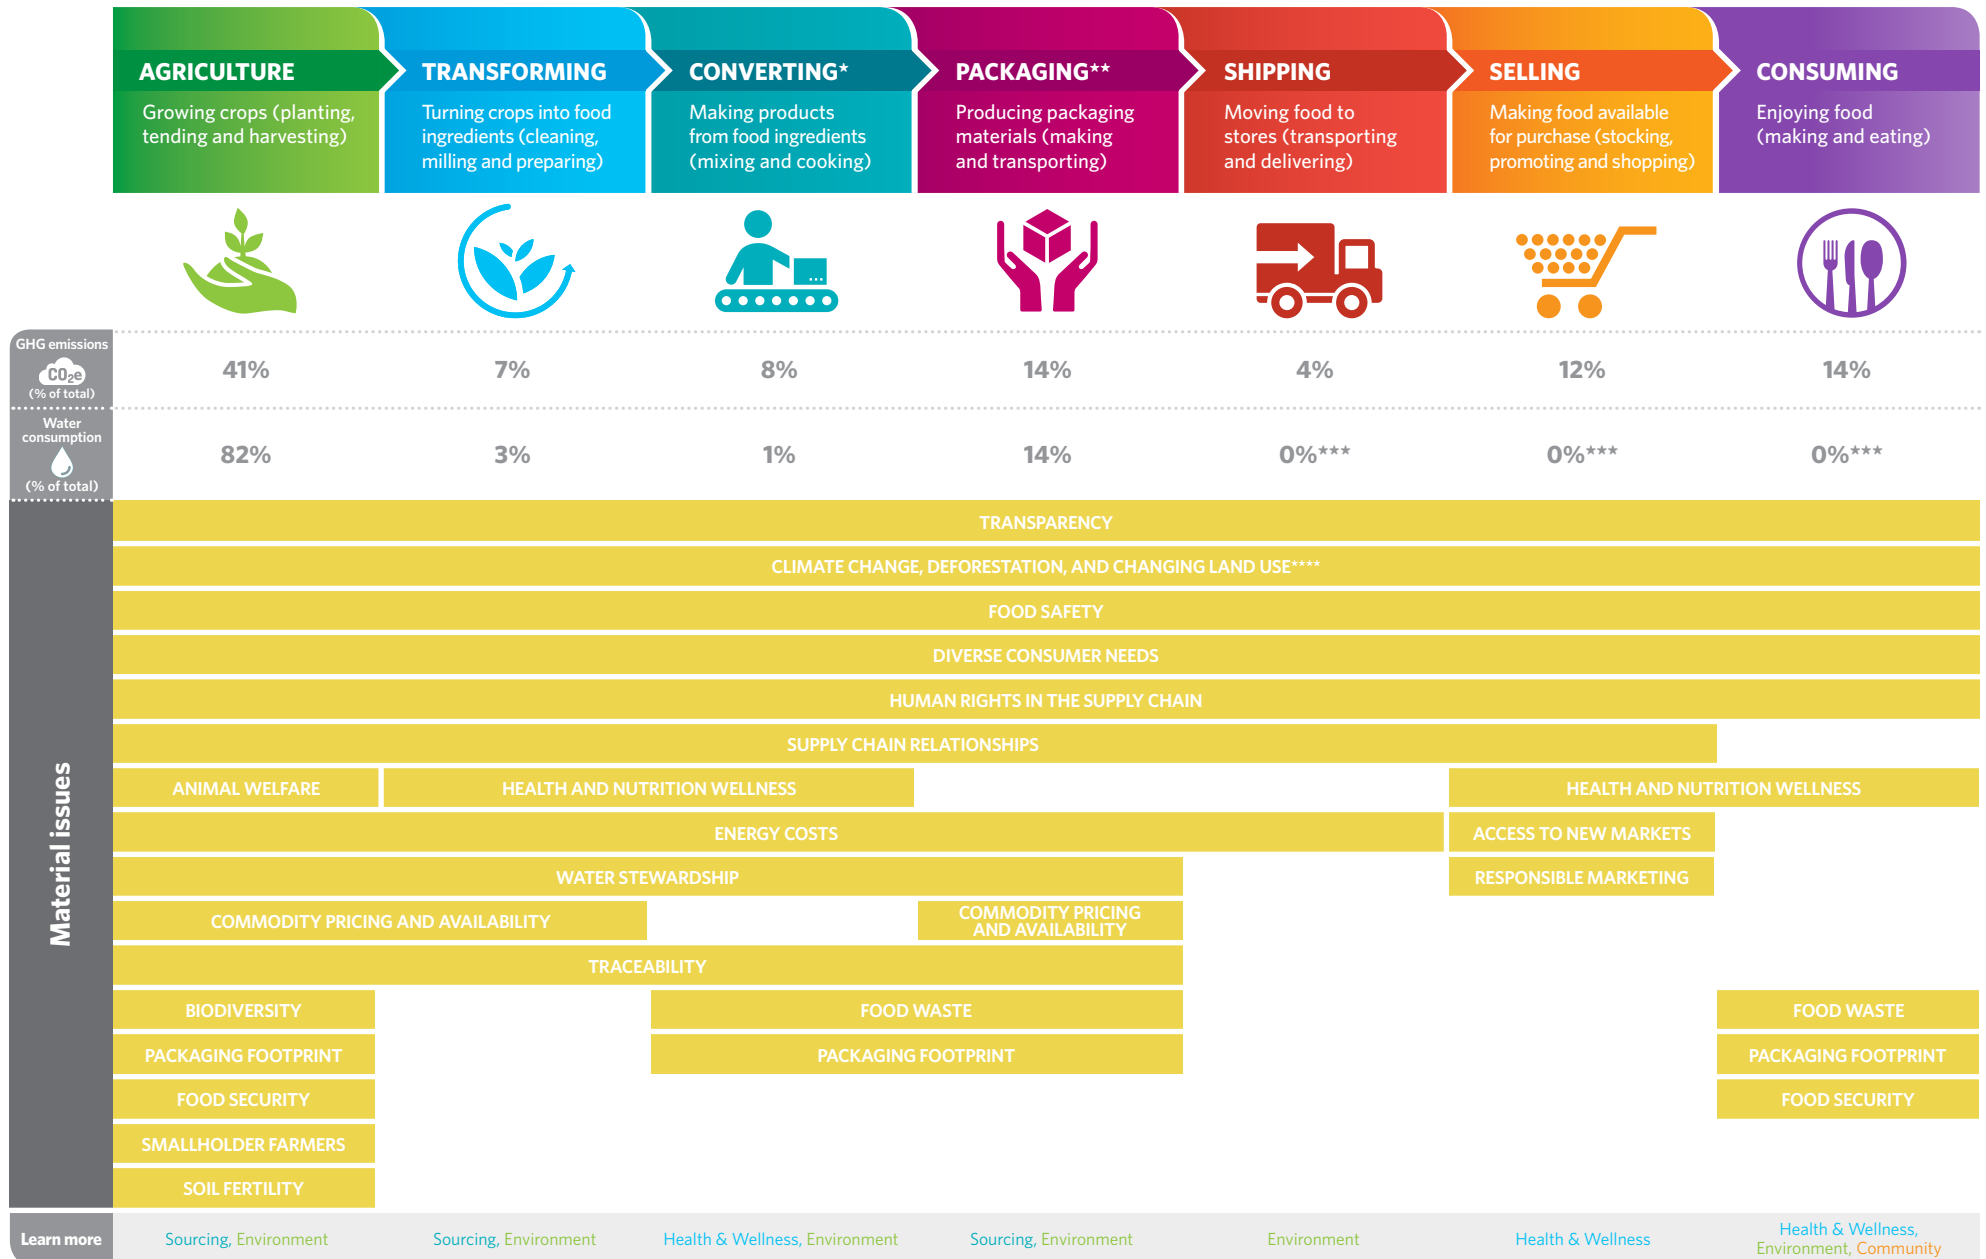 AGRICULTURE
Growing crops (planting,
tending and harvesting)
TRANSFORMING
Turning crops into food
ingredients (cleaning,
milling and preparing)
CONVERTING*
Making products
from food ingredients
(mixing and cooking)
PACKAGING**
Producing packaging
materials (making
and transporting)
SHIPPING
Moving food to
stores (transporting
and delivering)
SELLING
Making food available
for purchase (stocking,
promoting and shopping)
CONSUMING
Enjoying food
(making and eating)
GHG emissions
CO₂e
(% of total)
41% 7% 8% 14% 4% 12% 14%
Water
consumption
(% of total)
82% 3% 1% 14% 0%*** 0%*** 0%***
Material issues
TRANSPARENCY
CLIMATE CHANGE, DEFORESTATION, AND CHANGING LAND USE****
FOOD SAFETY
DIVERSE CONSUMER NEEDS
HUMAN RIGHTS IN THE SUPPLY CHAIN
SUPPLY CHAIN RELATIONSHIPS
ANIMAL WELFARE HEALTH AND NUTRITION WELLNESS HEALTH AND NUTRITION WELLNESS
ENERGY COSTS ACCESS TO NEW MARKETS
WATER STEWARDSHIP RESPONSIBLE MARKETING
COMMODITY PRICING AND AVAILABILITY
COMMODITY PRICING
AND AVAILABILITY
TRACEABILITY
BIODIVERSITY FOOD WASTE FOOD WASTE
PACKAGING FOOTPRINT PACKAGING FOOTPRINT PACKAGING FOOTPRINT
FOOD SECURITY FOOD SECURITY
SMALLHOLDER FARMERS
SOIL FERTILITY
Learn more
Sourcing, Environment
Sourcing, Environment
Health & Wellness, Environment
Sourcing, Environment
Environment
Health & Wellness
Health & Wellness,
Environment, Community